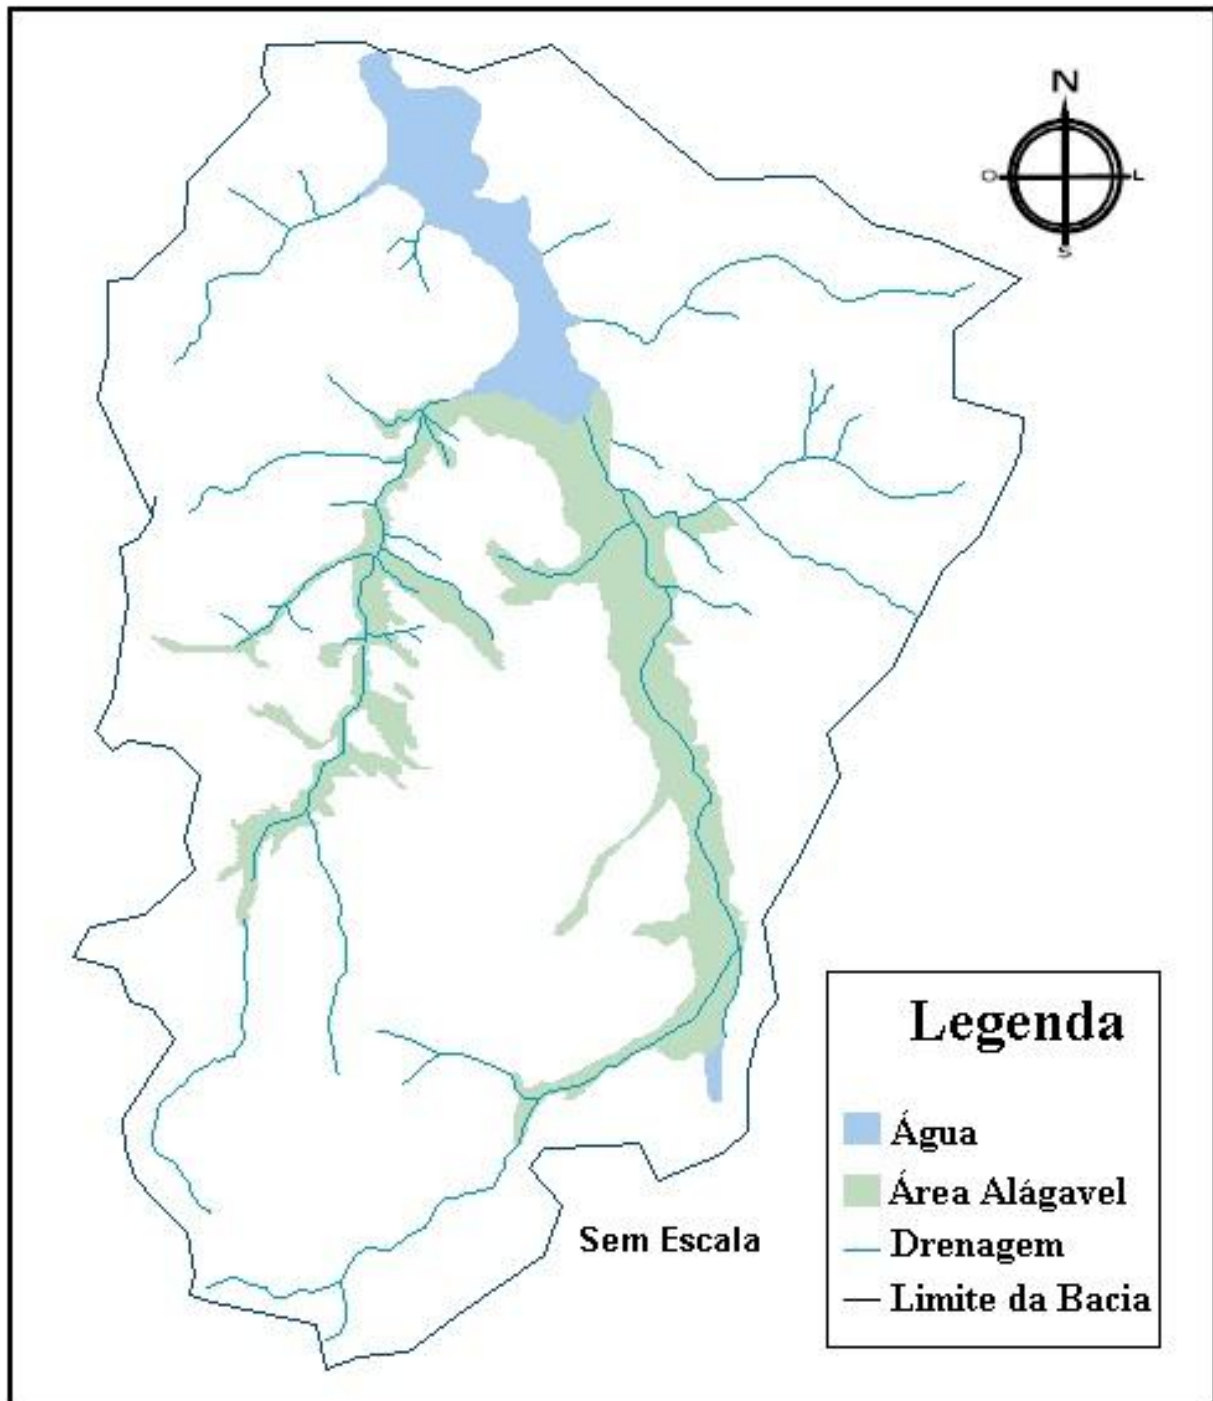 N
O L
S
Legenda
Água
Área Alágavel
Drenagem
Limite da Bacia
Sem Escala